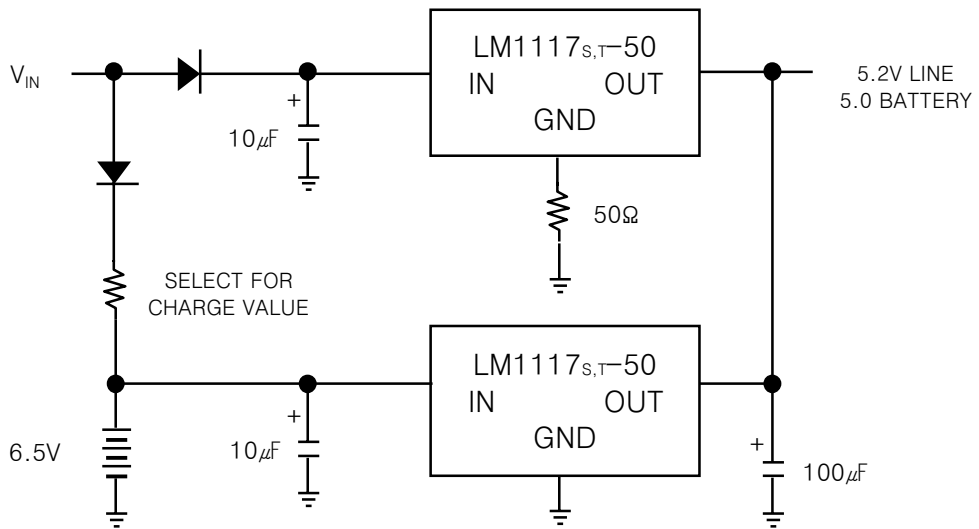 LM1117S,T-50
IN OUT
GND
VIN
+
10μF
5.2V LINE
5.0 BATTERY
50Ω
SELECT FOR
CHARGE VALUE
LM1117S,T-50
IN OUT
GND
6.5V
+
10μF
+
100μF